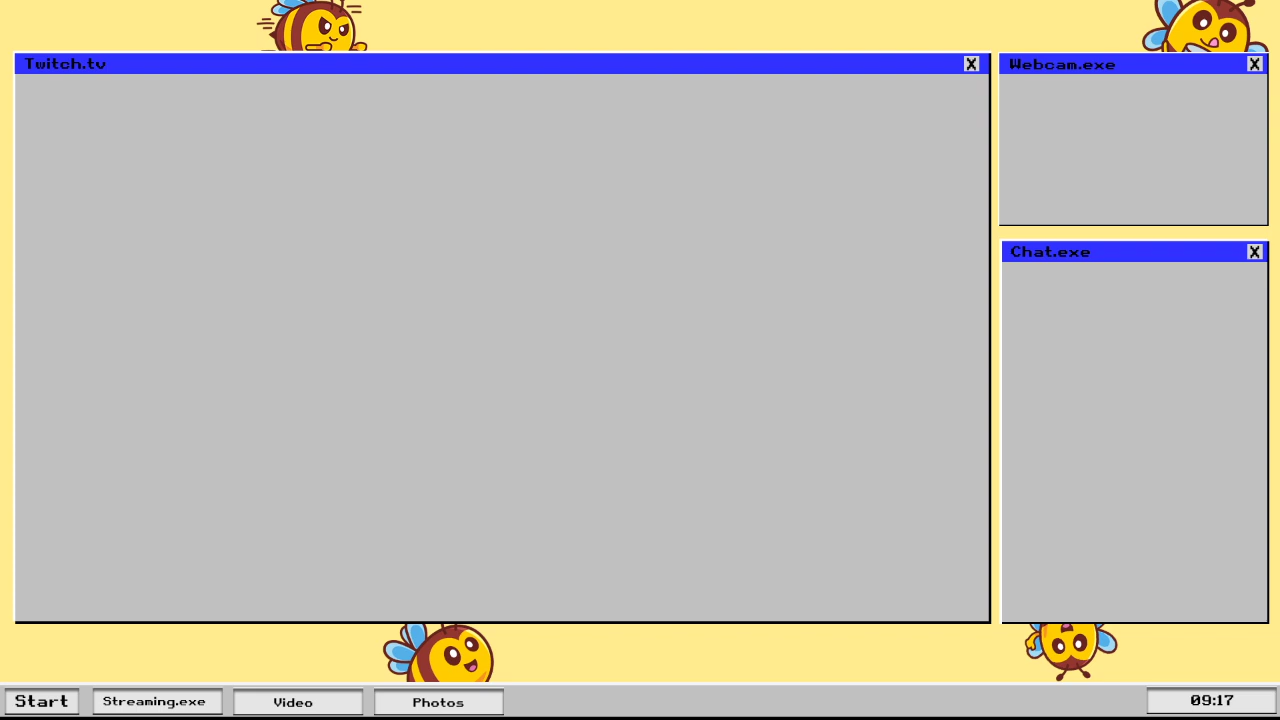 Twitch.tv X
Webcam.exe X
Chat.exe X
Start Streaming.exe Video Photos 09:17